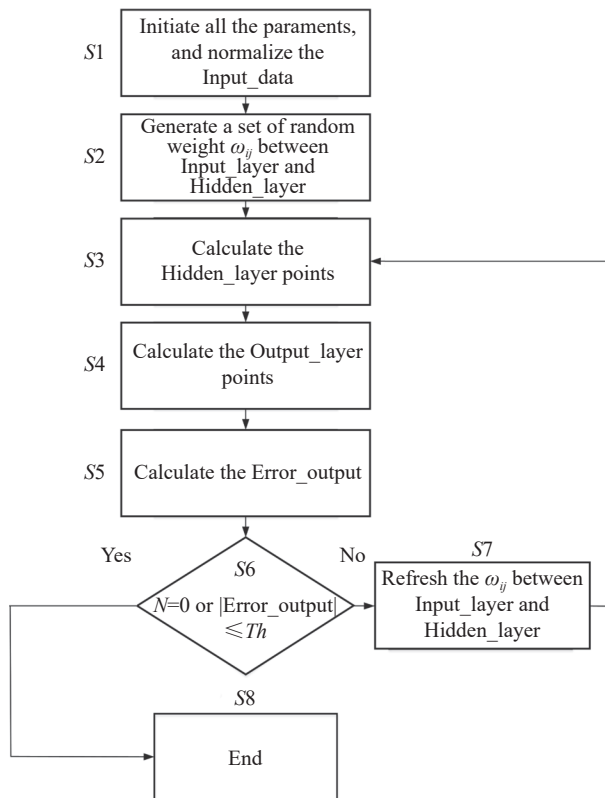 S1
Initiate all the paraments,
and normalize the
Input_data
S2
Generate a set of random
weight ωij between
Input_layer and
Hidden_layer
S3
Calculate the
Hidden_layer points
S4
Calculate the Output_layer
points
S5
Calculate the Error_output
Yes
No
S6
N=0 or |Error_output|
≤Th
S7
Refresh the ωij between
Input_layer and
Hidden_layer
S8
End